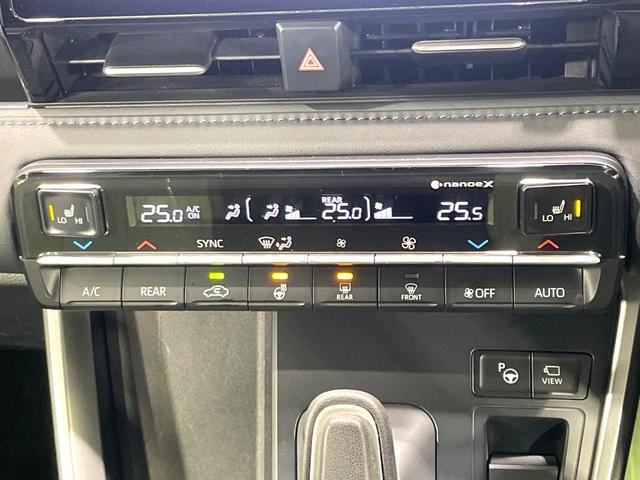 nanoeX
LO HI
25.0 A/C ON
REAR
25.0
25.5
LO HI
SYNC
A/C
REAR
REAR
FRONT
OFF
AUTO
P
VIEW